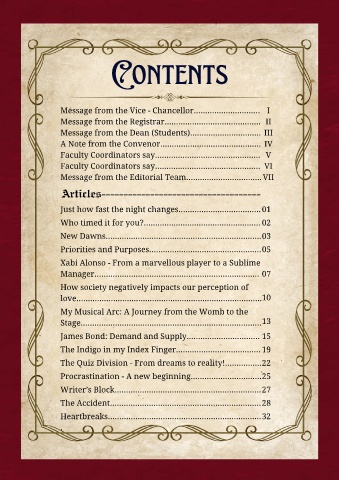 CONTENTS
Message from the Vice - Chancellor.............................. I
Message from the Registrar........................................... II
Message from the Dean (Students)................................ III
A Note from the Convenor............................................. IV
Faculty Coordinators say................................................ V
Faculty Coordinators say................................................ VI
Message from the Editorial Team.................................. VII
Articles----------------------------------------
Just how fast the night changes.....................................01
Who timed it for you?.....................................................02
New Dawns.....................................................................03
Priorities and Purposes..................................................05
Xabi Alonso - From a marvellous player to a Sublime
Manager.......................................................................... 07
How society negatively impacts our perception of
love..................................................................................10
My Musical Arc: A Journey from the Womb to the
Stage................................................................................13
James Bond: Demand and Supply................................. 15
The Indigo in my Index Finger.......................................19
The Quiz Division - From dreams to reality!................22
Procrastination - A new beginning................................25
Writer's Block.................................................................27
The Accident...................................................................28
Heartbreaks.................................................................... 32